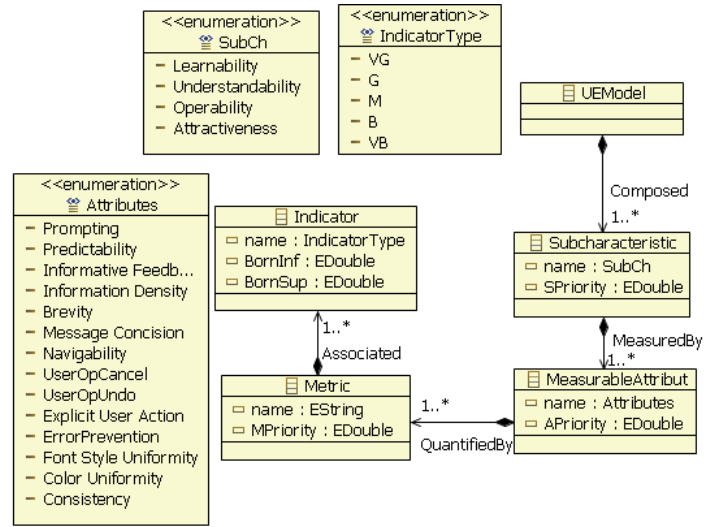 <<enumeration>>
SubCh
– Learnability
– Understandability
– Operability
– Attractiveness
<<enumeration>>
IndicatorType
– VG
– G
– M
– B
– VB
UEModel
Composed
1..*
<<enumeration>>
Attributes
– Prompting
– Predictability
– Informative Feedb...
– Information Density
– Brevity
– Message Concision
– Navigability
– UserOpCancel
– UserOpUndo
– Explicit User Action
– ErrorPrevention
– Font Style Uniformity
– Color Uniformity
– Consistency
Indicator
name : IndicatorType
BornInf : EDouble
BornSup : EDouble
Subcharacteristic
name : SubCh
SPriority : EDouble
1..*
Associated
MeasuredBy
1..*
Metric
name : EString
MPriority : EDouble
1..*
QuantifiedBy
MeasurableAttribut
name : Attributes
APriority : EDouble